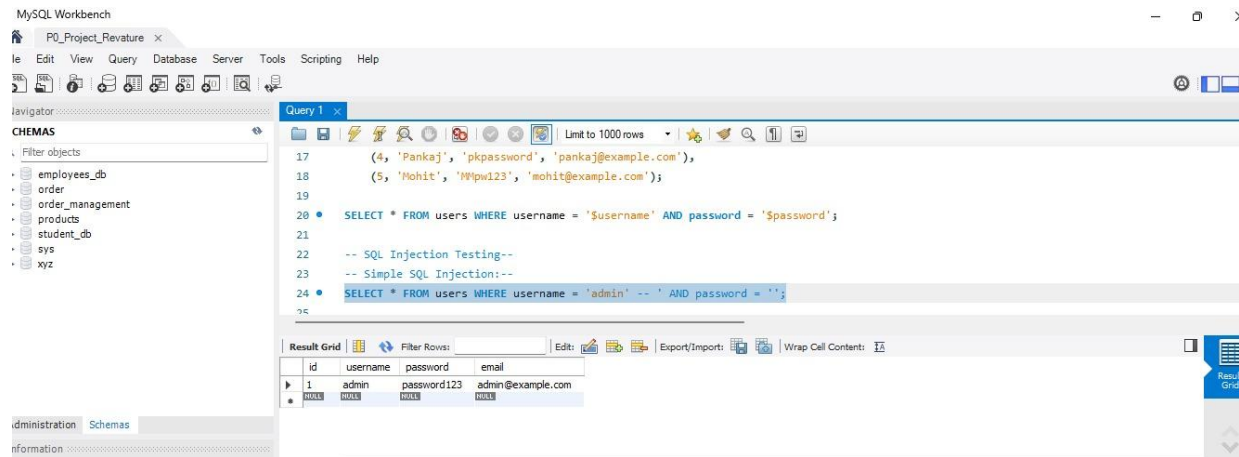 MySQL Workbench
P0_Project_Revature ×
le Edit View Query Database Server Tools Scripting Help
Navigator
CHEMAS
Filter objects
employees_db
order
order_management
products
student_db
sys
xyz
Administration Schemas
nformation
Query 1 ×
Limit to 1000 rows
17 (4, 'Pankaj', 'pkpassword', 'pankaj@example.com'),
18 (5, 'Mohit', 'MMpw123', 'mohit@example.com');
19
20 SELECT * FROM users WHERE username = '$username' AND password = '$password';
21
22 -- SQL Injection Testing--
23 -- Simple SQL Injection:--
24 SELECT * FROM users WHERE username = 'admin' -- ' AND password = '';
25
Result Grid Filter Rows: Edit: Export/Import: Wrap Cell Content:
id username password email
1 admin password123 admin@example.com
NULL NULL NULL NULL
Result
Grid